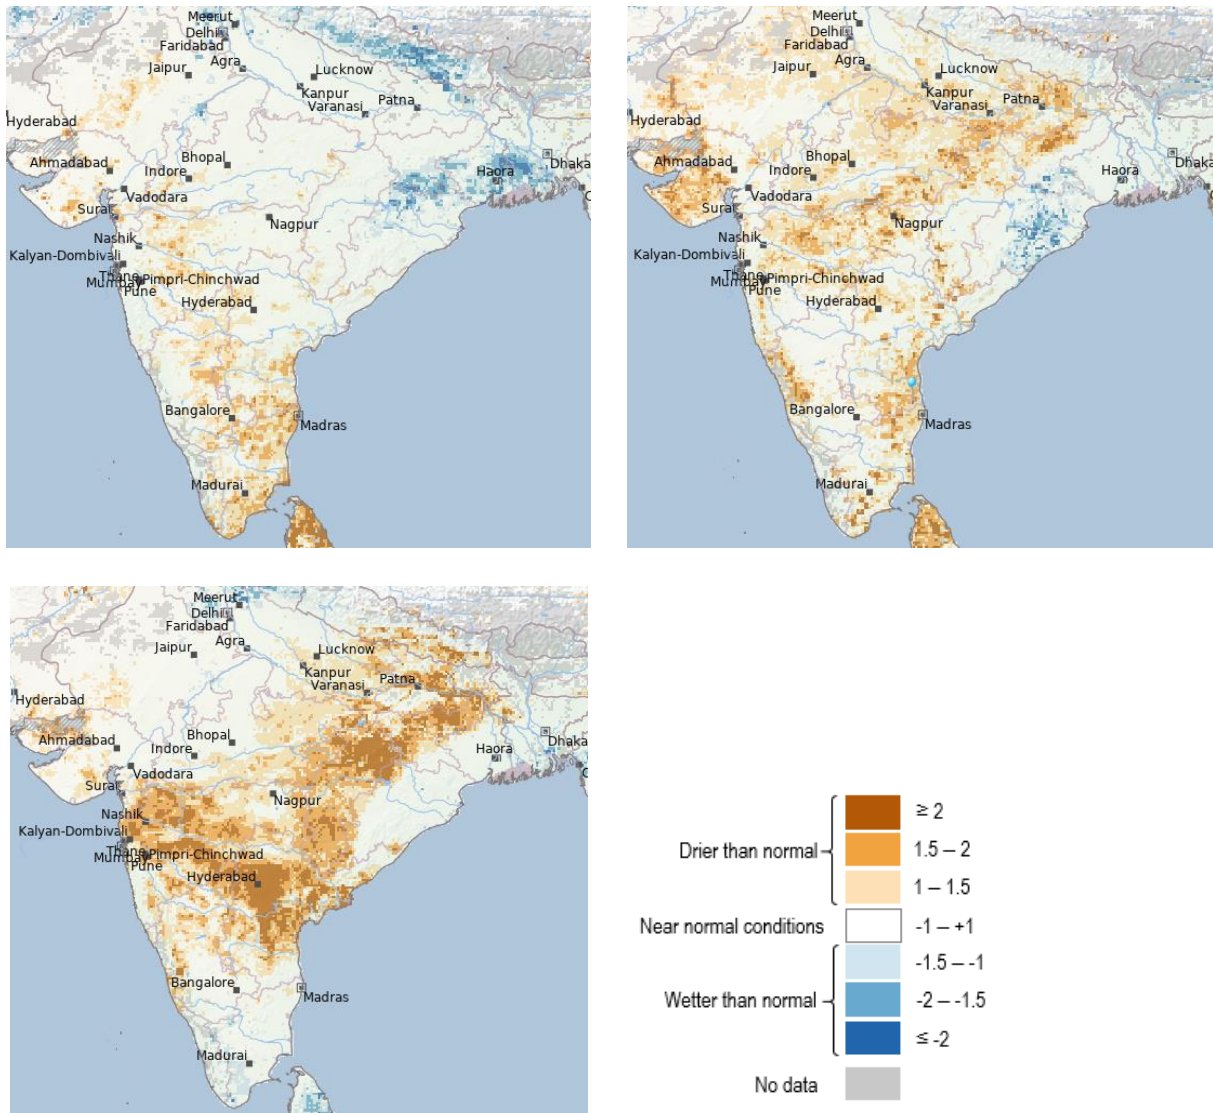 Meerut
Delhi
Faridabad
Agra
Jaipur
Lucknow
Kanpur
Varanasi
Patna
Hyderabad
Ahmadabad
Bhopal
Indore
Haora
Dhaka
Vadodara
Surat
Nagpur
Nashik
Kalyan-Dombivali
Thane
Mumbai
Pimpri-Chinchwad
Pune
Hyderabad
Bangalore
Madras
Madurai
Meerut
Delhi
Faridabad
Agra
Jaipur
Lucknow
Kanpur
Varanasi
Patna
Hyderabad
Ahmadabad
Bhopal
Indore
Haora
Dhaka
Vadodara
Surat
Nagpur
Nashik
Kalyan-Dombivali
Thane
Mumbay
Pimpri-Chinchwad
Pune
Hyderabad
Bangalore
Madras
Madurai
Meerut
Delhi
Faridabad
Agra
Jaipur
Lucknow
Kanpur
Varanasi
Patna
Hyderabad
Ahmadabad
Bhopal
Indore
Haora
Dhaka
Vadodara
Surat
Nagpur
Nashik
Kalyan-Dombivali
Thane
Mumbay
Pimpri-Chinchwad
Pune
Hyderabad
Bangalore
Madras
Madurai
≥ 2
Drier than normal
1.5 – 2
1 – 1.5
Near normal conditions
-1 – +1
-1.5 – -1
Wetter than normal
-2 – -1.5
≤ -2
No data